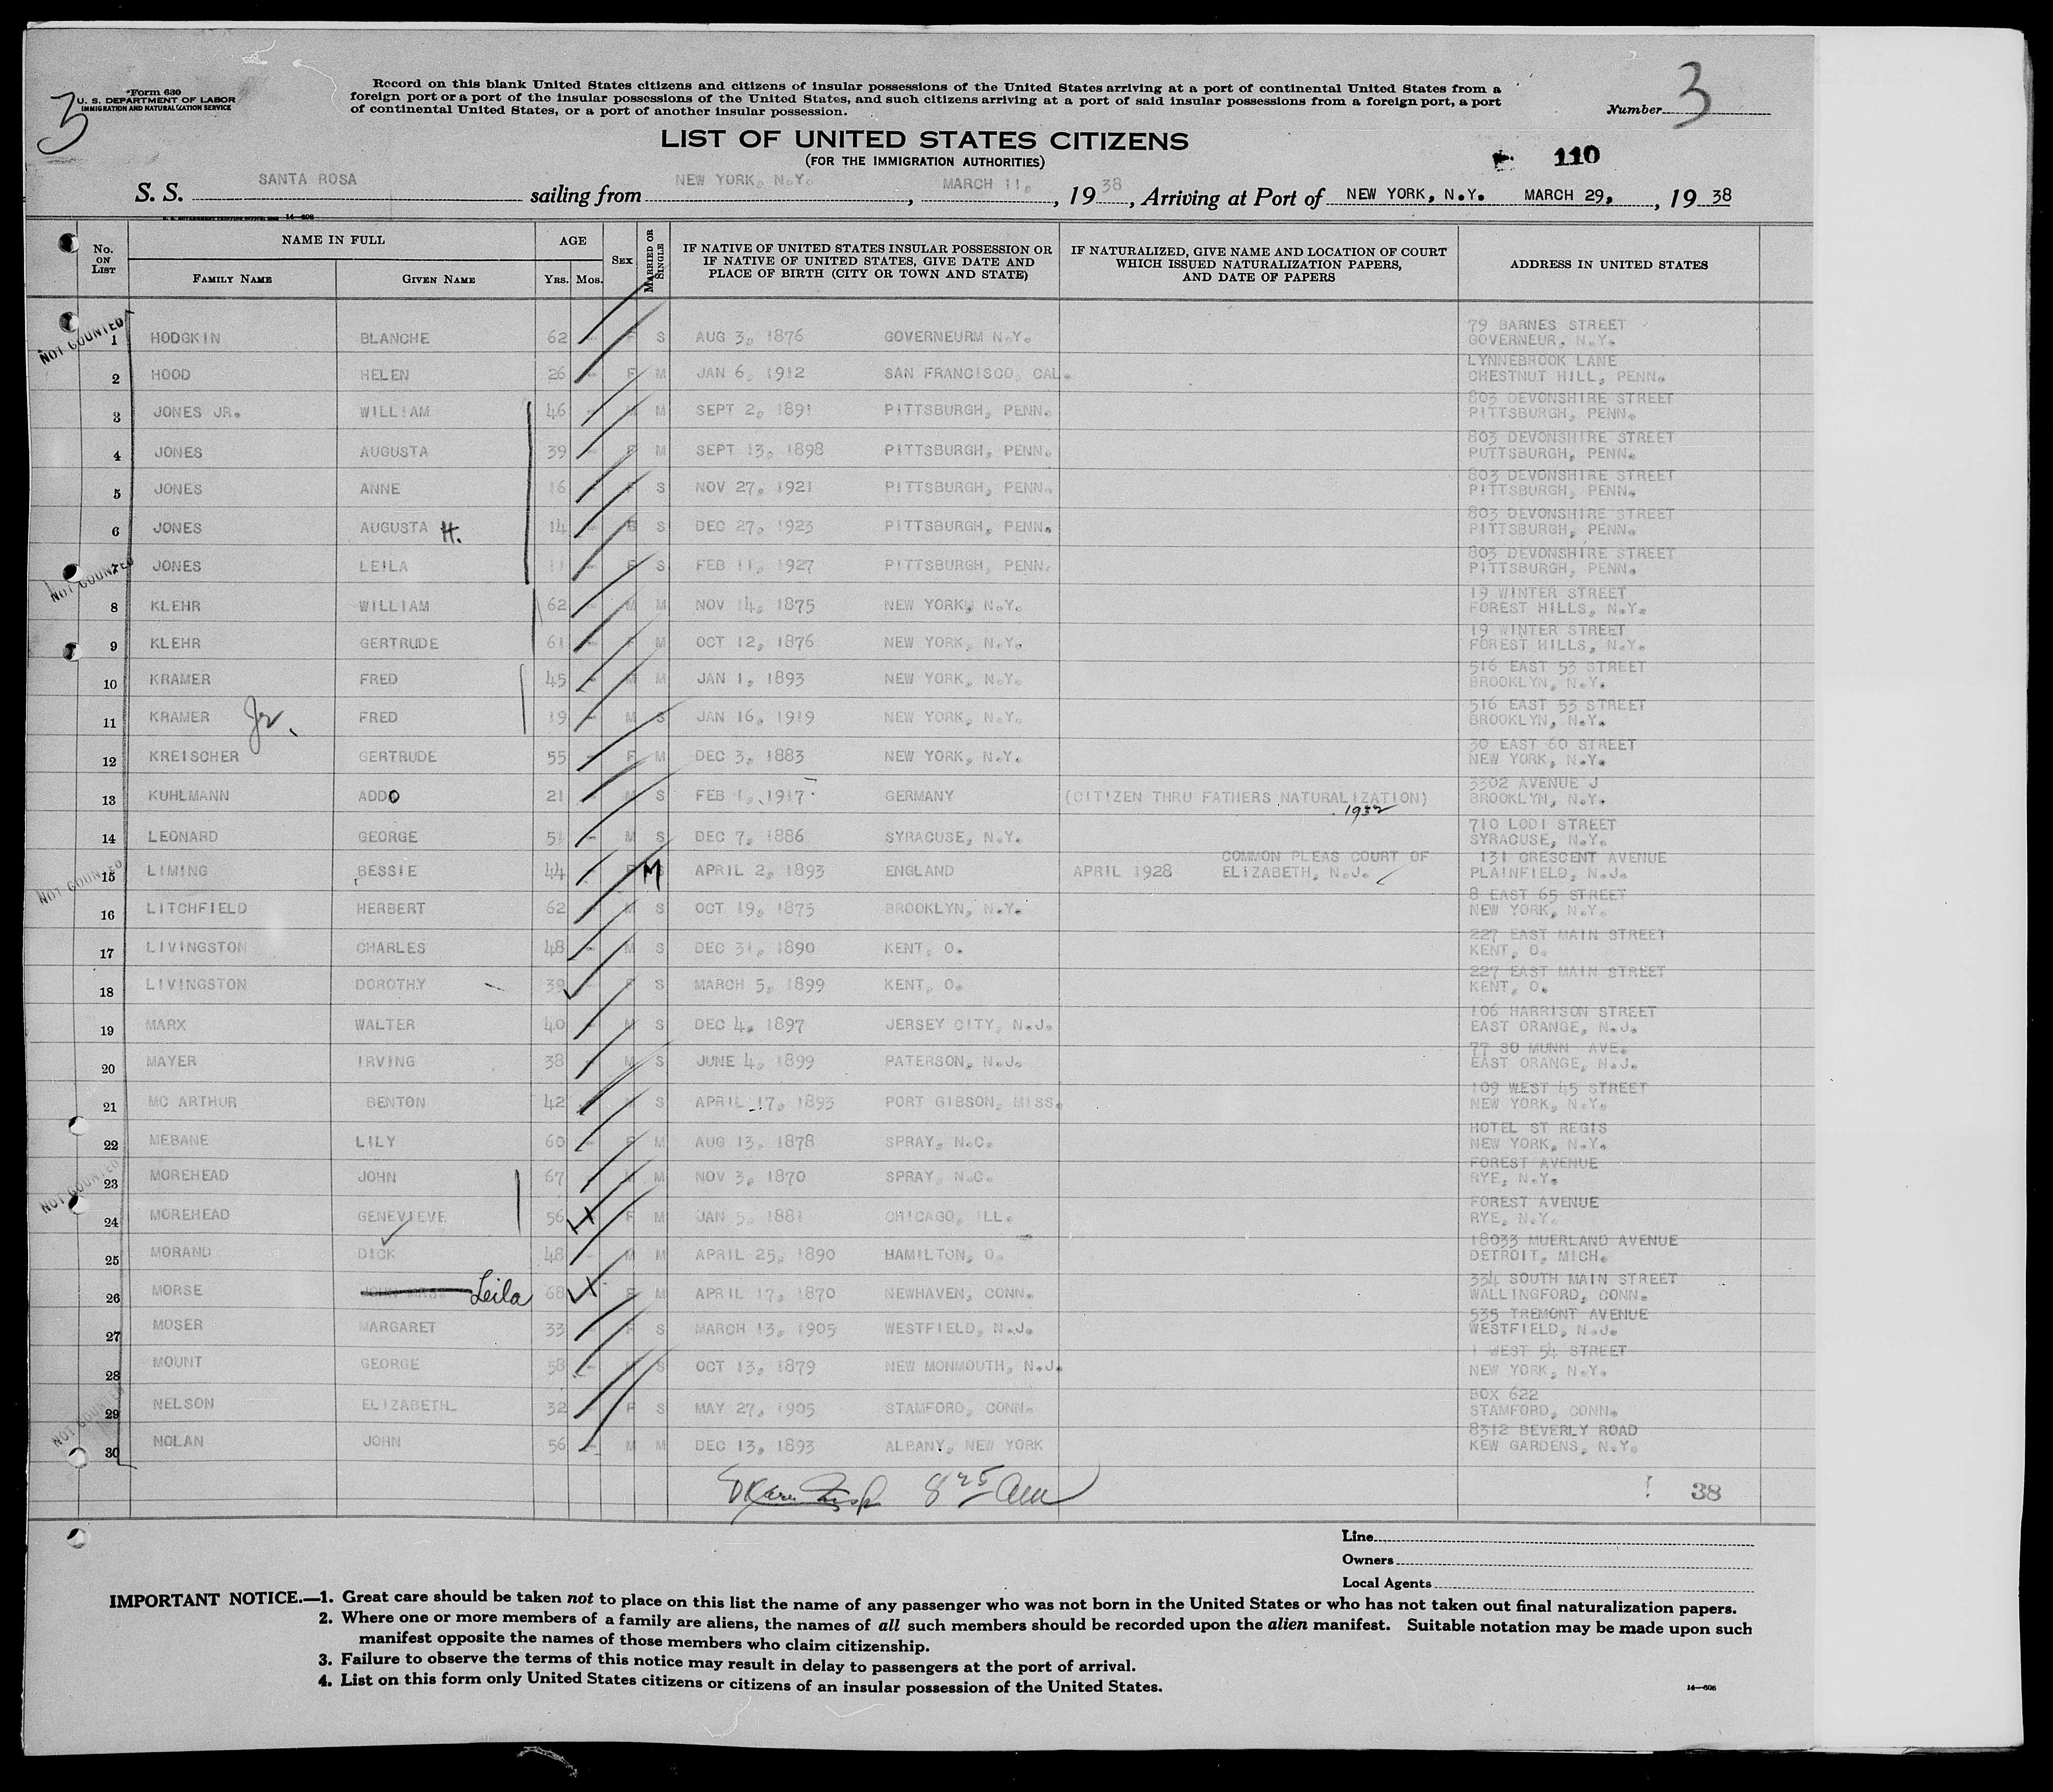 3
Form 630
U. S. DEPARTMENT OF LABOR
IMMIGRATION AND NATURALIZATION SERVICE
Record on this blank United States citizens and citizens of insular possessions of the United States arriving at a port of continental United States from a
foreign port or a port of the insular possessions of the United States, and such citizens arriving at a port of said insular possessions from a foreign port, a port
of continental United States, or a port of another insular possession.
Number 3
LIST OF UNITED STATES CITIZENS
(FOR THE IMMIGRATION AUTHORITIES)
110
S. S. SANTA ROSA sailing from NEW YORK, N.Y. , MARCH 11, , 1938 , Arriving at Port of NEW YORK, N.Y. MARCH 29, , 19 38
14—608
No. ON LIST NAME IN FULL AGE SEX MARRIED OR SINGLE IF NATIVE OF UNITED STATES INSULAR POSSESSION OR IF NATIVE OF UNITED STATES, GIVE DATE AND PLACE OF BIRTH (CITY OR TOWN AND STATE) IF NATURALIZED, GIVE NAME AND LOCATION OF COURT WHICH ISSUED NATURALIZATION PAPERS, AND DATE OF PAPERS ADDRESS IN UNITED STATES
FAMILY NAME GIVEN NAME YRS. MOS.
NOT COUNTED
1 HODGKIN BLANCHE 62 - F S AUG 3, 1876 GOVERNEURM N.Y. 79 BARNES STREET GOVERNEUR, N.Y.
2 HOOD HELEN 26 - F M JAN 6, 1912 SAN FRANCISCO, CAL. LYNNEBROOK LANE CHESTNUT HILL, PENN.
3 JONES JR. WILLIAM 46 - M M SEPT 2, 1891 PITTSBURGH, PENN. 803 DEVONSHIRE STREET PITTSBURGH, PENN.
4 JONES AUGUSTA 39 - F M SEPT 13, 1898 PITTSBURGH, PENN. 803 DEVONSHIRE STREET PUTTSBURGH, PENN.
5 JONES ANNE 16 - F S NOV 27, 1921 PITTSBURGH, PENN. 803 DEVONSHIRE STREET PITTSBURGH, PENN.
6 JONES AUGUSTA H. 14 - F S DEC 27, 1923 PITTSBURGH, PENN. 803 DEVONSHIRE STREET PITTSBURGH, PENN.
NOT COUNTED
7 JONES LEILA 11 - F S FEB 11, 1927 PITTSBURGH, PENN. 803 DEVONSHIRE STREET PITTSBURGH, PENN.
8 KLEHR WILLIAM 62 - M M NOV 14, 1875 NEW YORK, N.Y. 19 WINTER STREET FOREST HILLS, N.Y.
9 KLEHR GERTRUDE 61 - F M OCT 12, 1876 NEW YORK, N.Y. 19 WINTER STREET FOREST HILLS, N.Y.
10 KRAMER FRED 45 - M M JAN 1, 1893 NEW YORK, N.Y. 516 EAST 53 STREET BROOKLYN, N.Y.
11 KRAMER Jr. FRED 19 - M S JAN 16, 1919 NEW YORK, N.Y. 516 EAST 53 STREET BROOKLYN, N.Y.
12 KREISCHER GERTRUDE 55 - F M DEC 3, 1883 NEW YORK, N.Y. 30 EAST 60 STREET NEW YORK, N.Y.
13 KUHLMANN ADDO 21 - M S FEB 1, 1917 GERMANY (CITIZEN THRU FATHERS NATURALIZATION) 1932 3302 AVENUE J BROOKLYN, N.Y.
14 LEONARD GEORGE 51 - M S DEC 7, 1886 SYRACUSE, N.Y. 710 LODI STREET SYRACUSE, N.Y.
NOT COUNTED
15 LIMING BESSIE 44 - F M APRIL 2, 1893 ENGLAND APRIL 1928 COMMON PLEAS COURT OF ELIZABETH, N.J. 131 CRESCENT AVENUE PLAINFIELD, N.J.
16 LITCHFIELD HERBERT 62 - M S OCT 19, 1875 BROOKLYN, N.Y. 8 EAST 65 STREET NEW YORK, N.Y.
17 LIVINGSTON CHARLES 48 - M S DEC 31, 1890 KENT, O. 227 EAST MAIN STREET KENT, O.
18 LIVINGSTON DOROTHY 39 - F S MARCH 5, 1899 KENT, O. 227 EAST MAIN STREET KENT, O.
19 MARX WALTER 40 - M S DEC 4, 1897 JERSEY CITY, N.J. 106 HARRISON STREET EAST ORANGE, N.J.
20 MAYER IRVING 38 - M S JUNE 4, 1899 PATERSON, N.J. 77 SO MUNN AVE. EAST ORANGE, N.J.
21 MC ARTHUR BENTON 42 - M S APRIL 17, 1893 PORT GIBSON, MISS. 109 WEST 45 STREET NEW YORK, N.Y.
22 MEBANE LILY 60 - F M AUG 13, 1878 SPRAY, N.C. HOTEL ST REGIS NEW YORK, N.Y.
NOT COUNTED
23 MOREHEAD JOHN 67 - M M NOV 3, 1870 SPRAY, N.C. FOREST AVENUE RYE, N.Y.
24 MOREHEAD GENEVIEVE 56 - F M JAN 5, 1881 CHICAGO, ILL. FOREST AVENUE RYE, N.Y.
25 MORAND DICK 48 - M M APRIL 25, 1890 HAMILTON, O. 18033 MUERLAND AVENUE DETROIT, MICH.
26 MORSE Leila 68 - F M APRIL 17, 1870 NEWHAVEN, CONN. 334 SOUTH MAIN STREET WALLINGFORD, CONN.
27 MOSER MARGARET 33 - F S MARCH 13, 1905 WESTFIELD, N.J. 535 TREMONT AVENUE WESTFIELD, N.J.
28 MOUNT GEORGE 58 - M S OCT 13, 1879 NEW MONMOUTH, N.J. 1 WEST 54 STREET NEW YORK, N.Y.
NOT COUNTED
29 NELSON ELIZABETH 32 - F S MAY 27, 1905 STAMFORD, CONN. BOX 622 STAMFORD, CONN.
30 NOLAN JOHN 56 - M M DEC 13, 1893 ALBANY, NEW YORK 8312 BEVERLY ROAD KEW GARDENS, N.Y.
8 25 am
38
Line
Owners
Local Agents
IMPORTANT NOTICE.—1. Great care should be taken not to place on this list the name of any passenger who was not born in the United States or who has not taken out final naturalization papers.
2. Where one or more members of a family are aliens, the names of all such members should be recorded upon the alien manifest. Suitable notation may be made upon such
manifest opposite the names of those members who claim citizenship.
3. Failure to observe the terms of this notice may result in delay to passengers at the port of arrival.
4. List on this form only United States citizens or citizens of an insular possession of the United States.
14—608